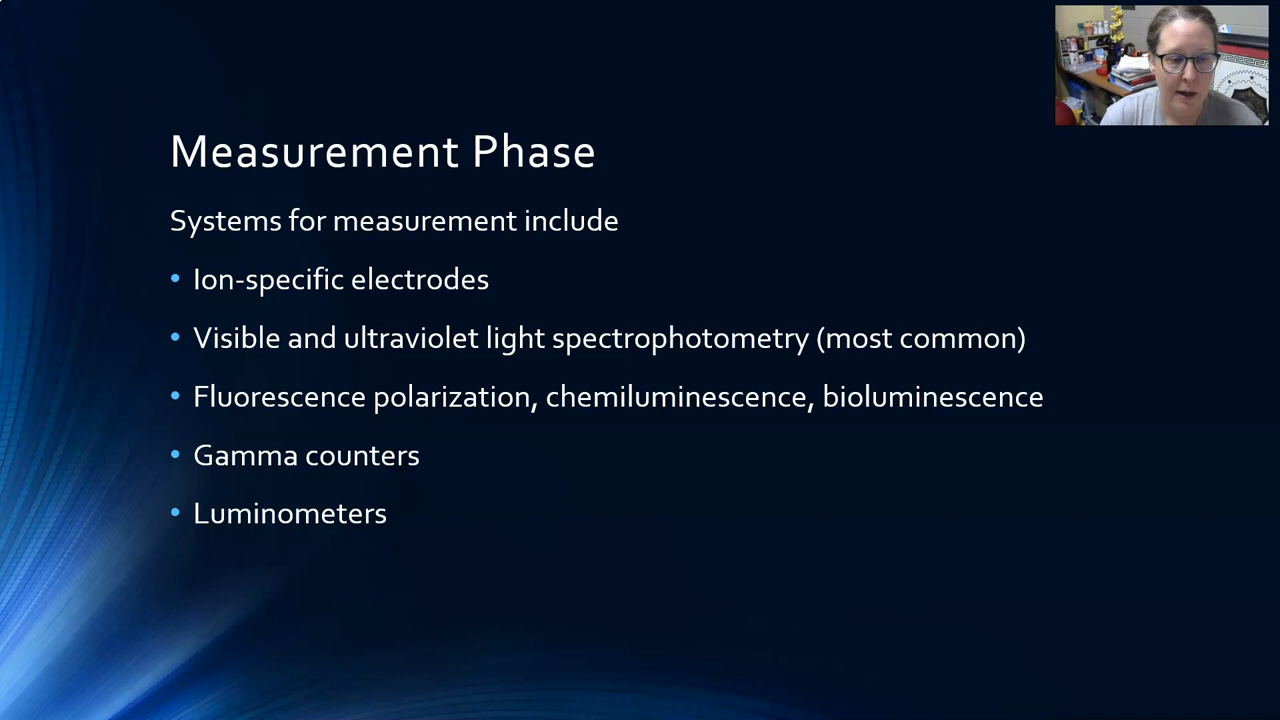 Measurement Phase
Systems for measurement include
• Ion-specific electrodes
• Visible and ultraviolet light spectrophotometry (most common)
• Fluorescence polarization, chemiluminescence, bioluminescence
• Gamma counters
• Luminometers